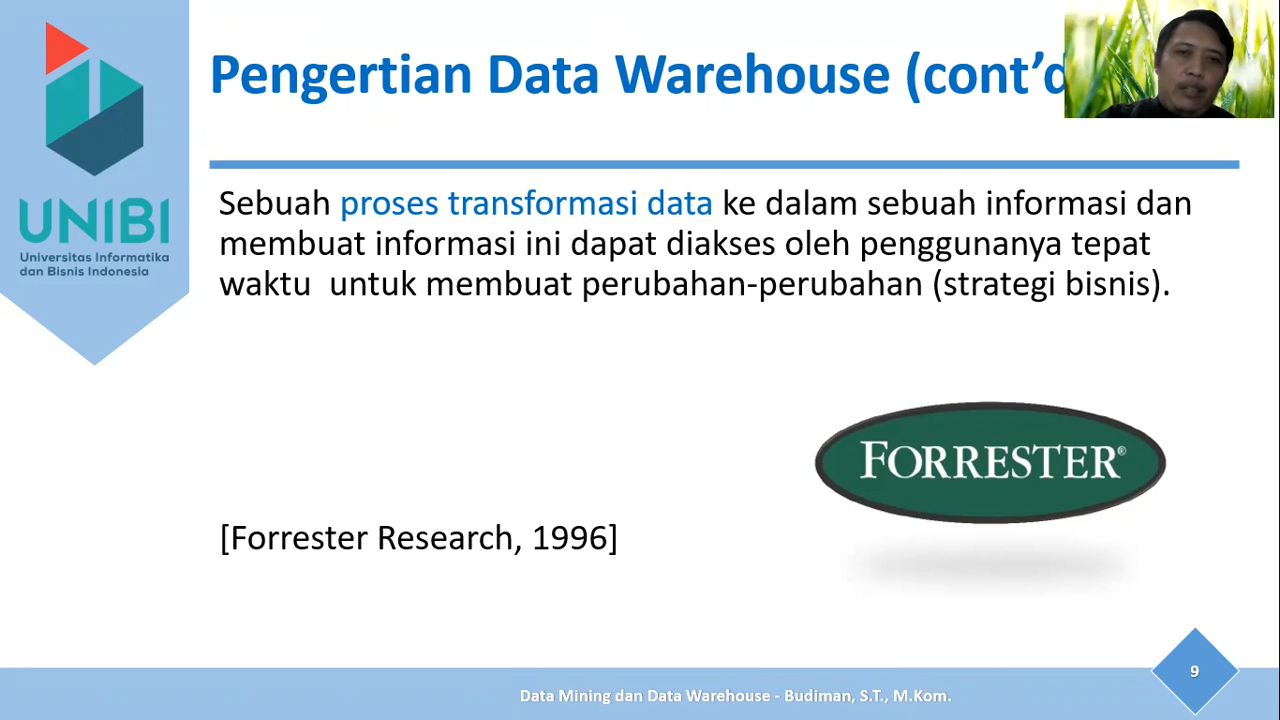 Pengertian Data Warehouse (cont'd
UNIBI
Universitas Informatika
dan Bisnis Indonesia
Sebuah proses transformasi data ke dalam sebuah informasi dan
membuat informasi ini dapat diakses oleh penggunanya tepat
waktu  untuk membuat perubahan-perubahan (strategi bisnis).
FORRESTER®
[Forrester Research, 1996]
9
Data Mining dan Data Warehouse - Budiman, S.T., M.Kom.